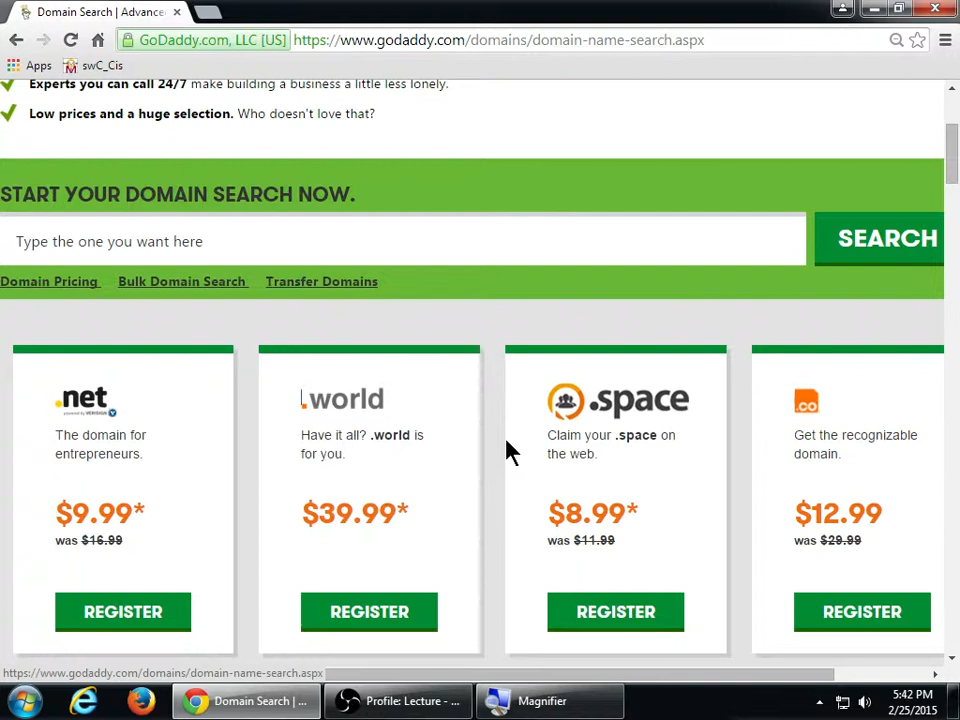 Domain Search | Advance
GoDaddy.com, LLC [US] https://www.godaddy.com/domains/domain-name-search.aspx
Apps swC_Cis
Experts you can call 24/7 make building a business a little less lonely.
Low prices and a huge selection. Who doesn't love that?
START YOUR DOMAIN SEARCH NOW.
Type the one you want here
SEARCH
Domain Pricing Bulk Domain Search Transfer Domains
.net
powered by VERISIGN
The domain for
entrepreneurs.
$9.99*
was $16.99
REGISTER
.world
Have it all? .world is
for you.
$39.99*
REGISTER
.space
Claim your .space on
the web.
$8.99*
was $11.99
REGISTER
.co
Get the recognizable
domain.
$12.99
was $29.99
REGISTER
https://www.godaddy.com/domains/domain-name-search.aspx
Domain Search | ...
Profile: Lecture - ...
Magnifier
5:42 PM
2/25/2015